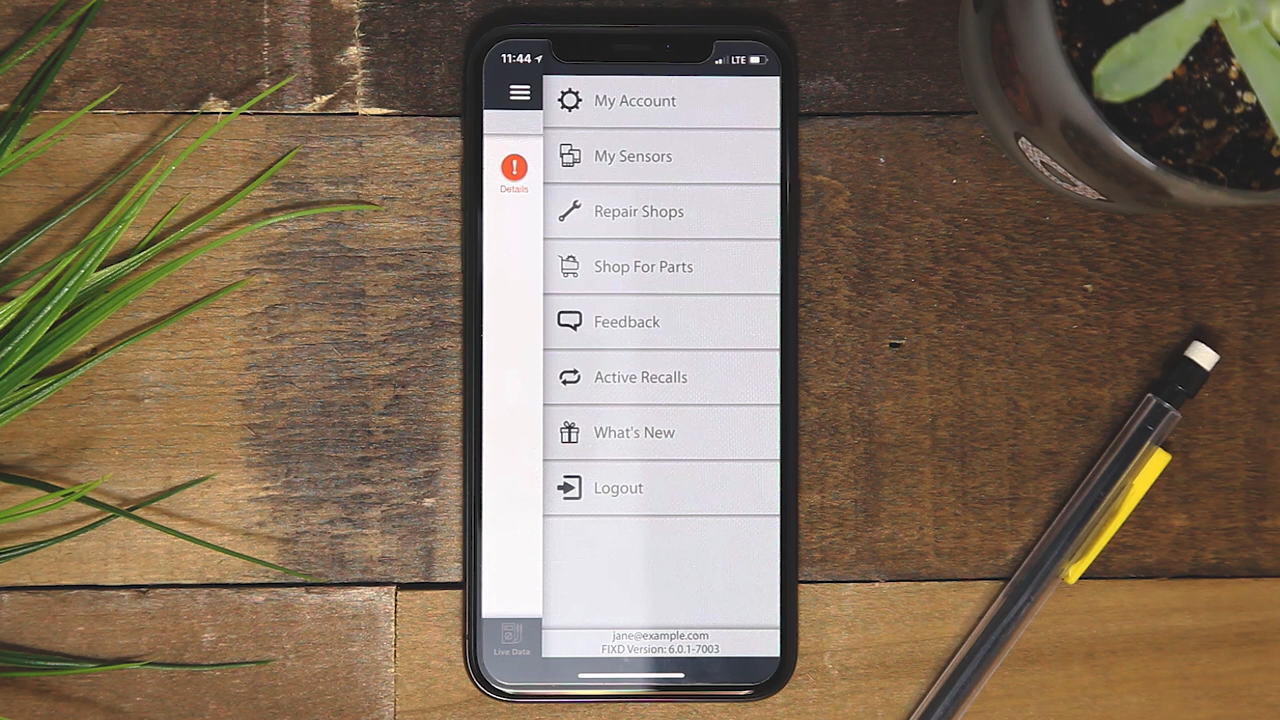 11:44
LTE
My Account
My Sensors
! 
Details
Repair Shops
Shop For Parts
Feedback
Active Recalls
What's New
Logout
jane@example.com
FIXD Version: 6.0.1-7003
Live Data